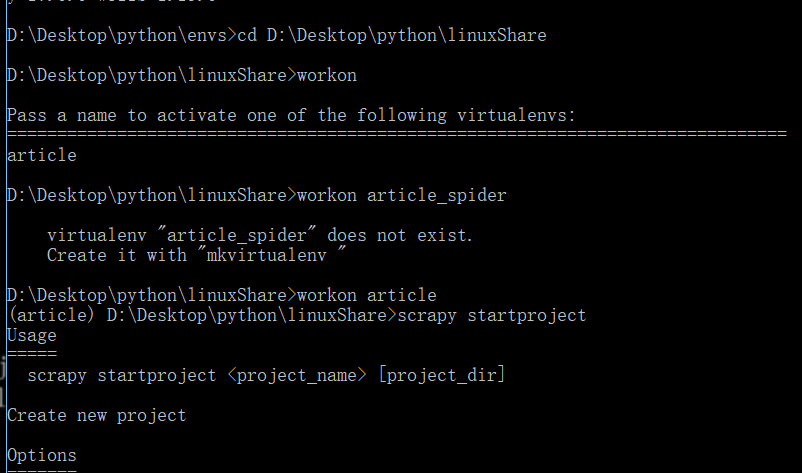 D:\Desktop\python\envs>cd D:\Desktop\python\linuxShare
D:\Desktop\python\linuxShare>workon
Pass a name to activate one of the following virtualenvs:
==============================================================================
article
D:\Desktop\python\linuxShare>workon article_spider
virtualenv "article_spider" does not exist.
Create it with "mkvirtualenv "
D:\Desktop\python\linuxShare>workon article
(article) D:\Desktop\python\linuxShare>scrapy startproject
Usage
=====
scrapy startproject <project_name> [project_dir]
Create new project
Options
=======